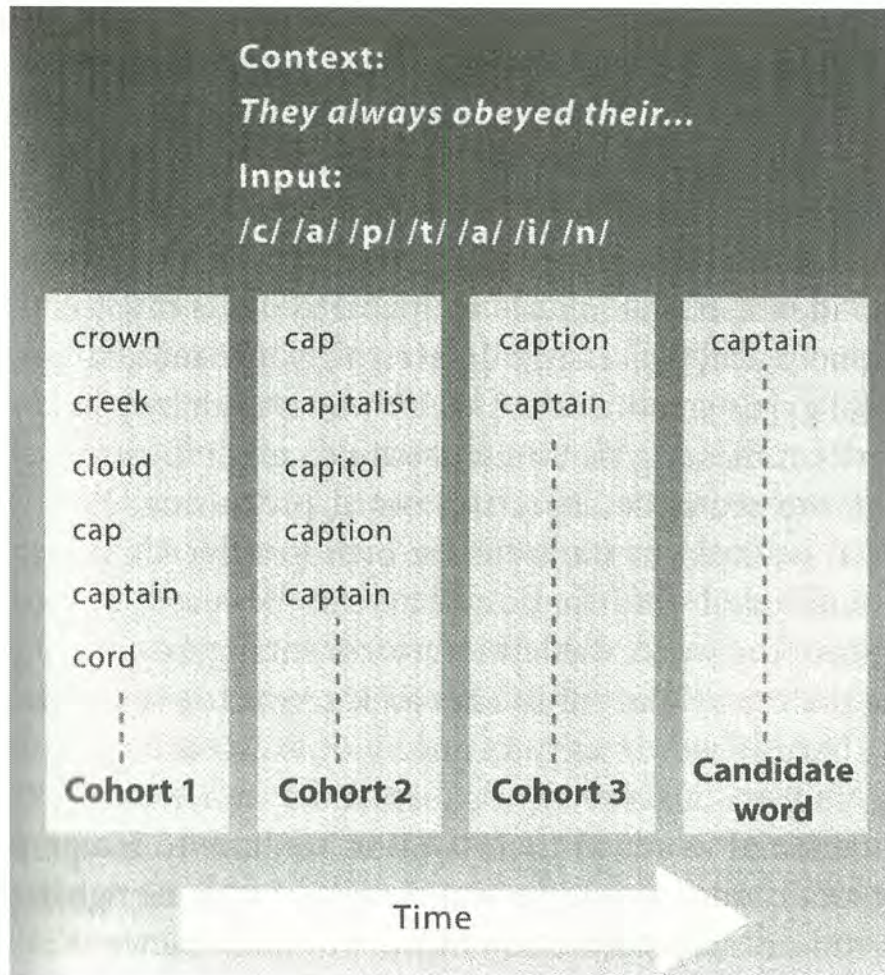 Context:
They always obeyed their...
Input:
/c/ /a/ /p/ /t/ /a/ /i/ /n/
crown
creek
cloud
cap
captain
cord
Cohort 1
cap
capitalist
capitol
caption
captain
Cohort 2
caption
captain
Cohort 3
captain
Candidate
word
Time